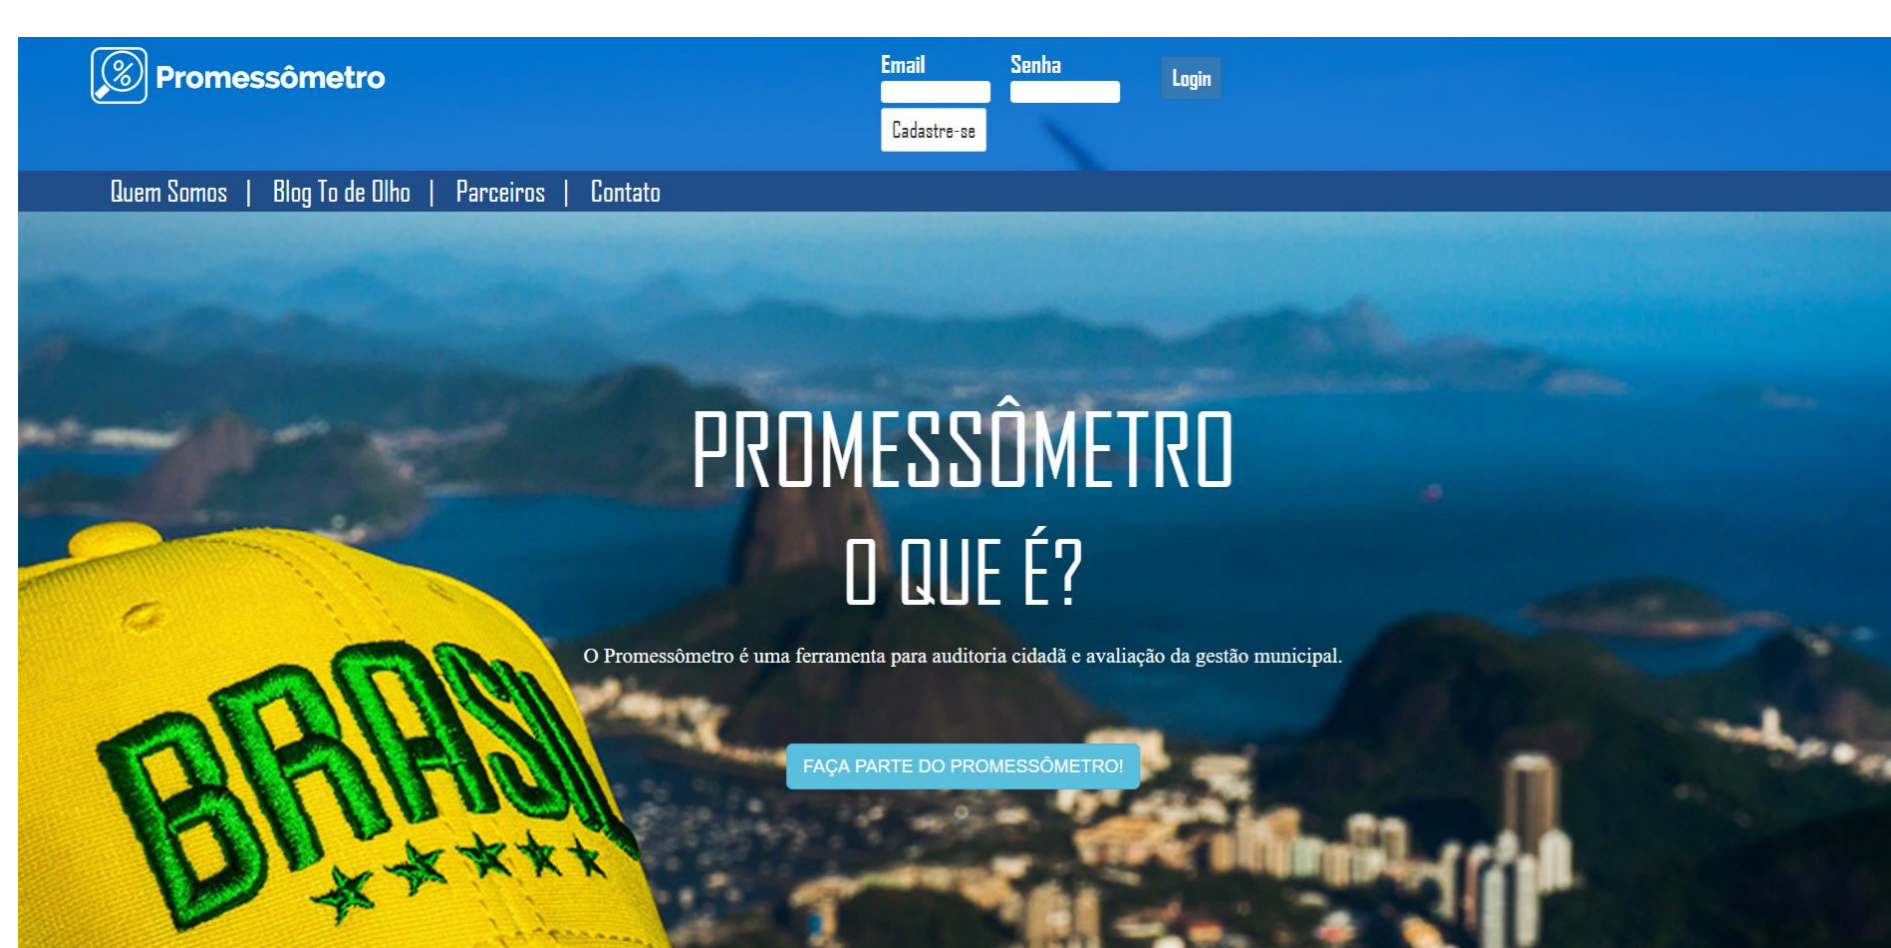 Promessômetro
Email Senha
Login
Cadastre-se
Quem Somos | Blog To de Olho | Parceiros | Contato
PROMESSÔMETRO
O QUE É?
O Promessômetro é uma ferramenta para auditoria cidadã e avaliação da gestão municipal.
FAÇA PARTE DO PROMESSÔMETRO!
BRASIL